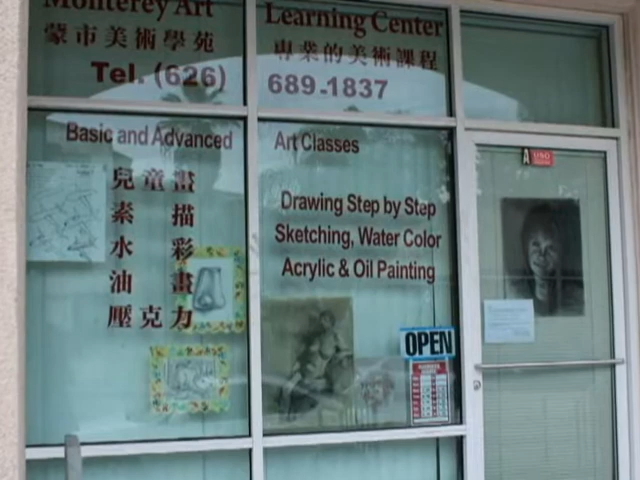 Monterey Art Learning Center
蒙市美術學苑 專業的美術課程
Tel. (626) 689-1837
Basic and Advanced Art Classes
兒童畫
素描
水彩
油畫
壓克力
Drawing Step by Step
Sketching, Water Color
Acrylic & Oil Painting
A
OPEN